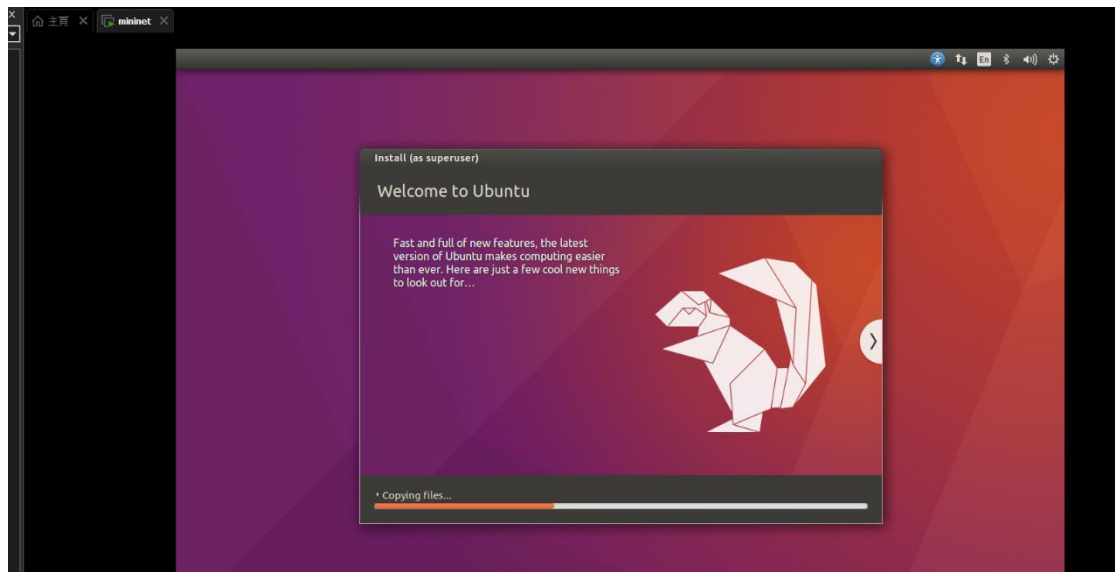 主頁
mininet
En
Install (as superuser)
Welcome to Ubuntu
Fast and full of new features, the latest
version of Ubuntu makes computing easier
than ever. Here are just a few cool new things
to look out for…
Copying files...